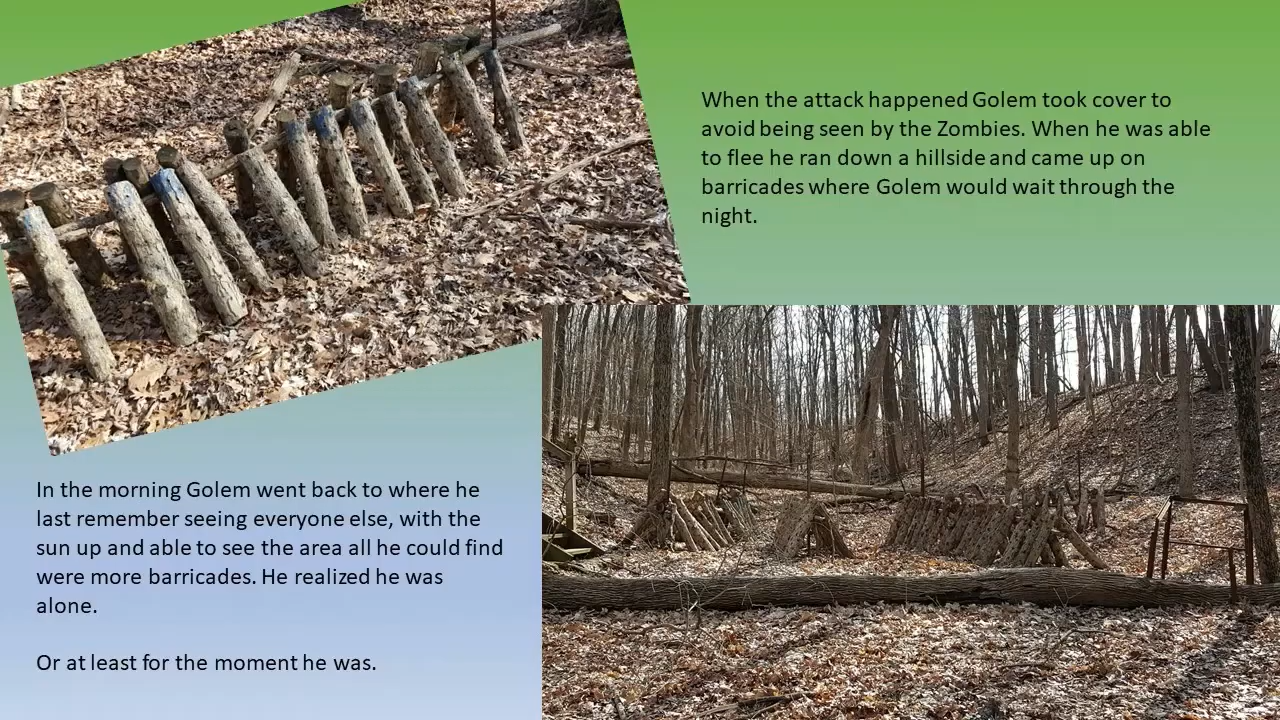 When the attack happened Golem took cover to
avoid being seen by the Zombies. When he was able
to flee he ran down a hillside and came up on
barricades where Golem would wait through the
night.
In the morning Golem went back to where he
last remember seeing everyone else, with the
sun up and able to see the area all he could find
were more barricades. He realized he was
alone.
Or at least for the moment he was.